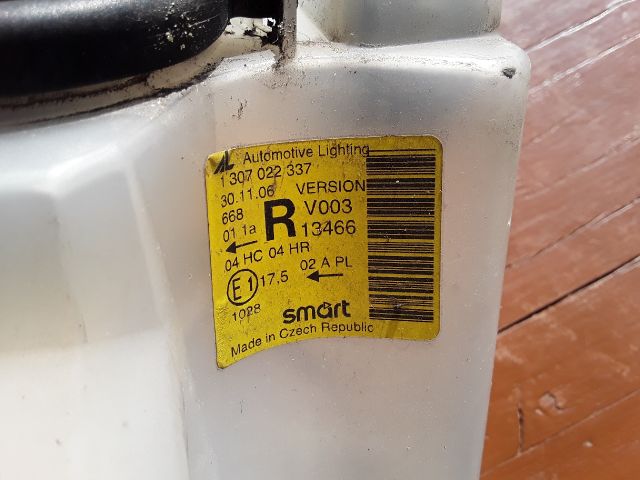 AL Automotive Lighting
1 307 022 337
30.11.06 VERSION
668 R V003
01 1a 13466
04 HC 04 HR
E1 17,5 02 A PL
1028 smart
Made in Czech Republic